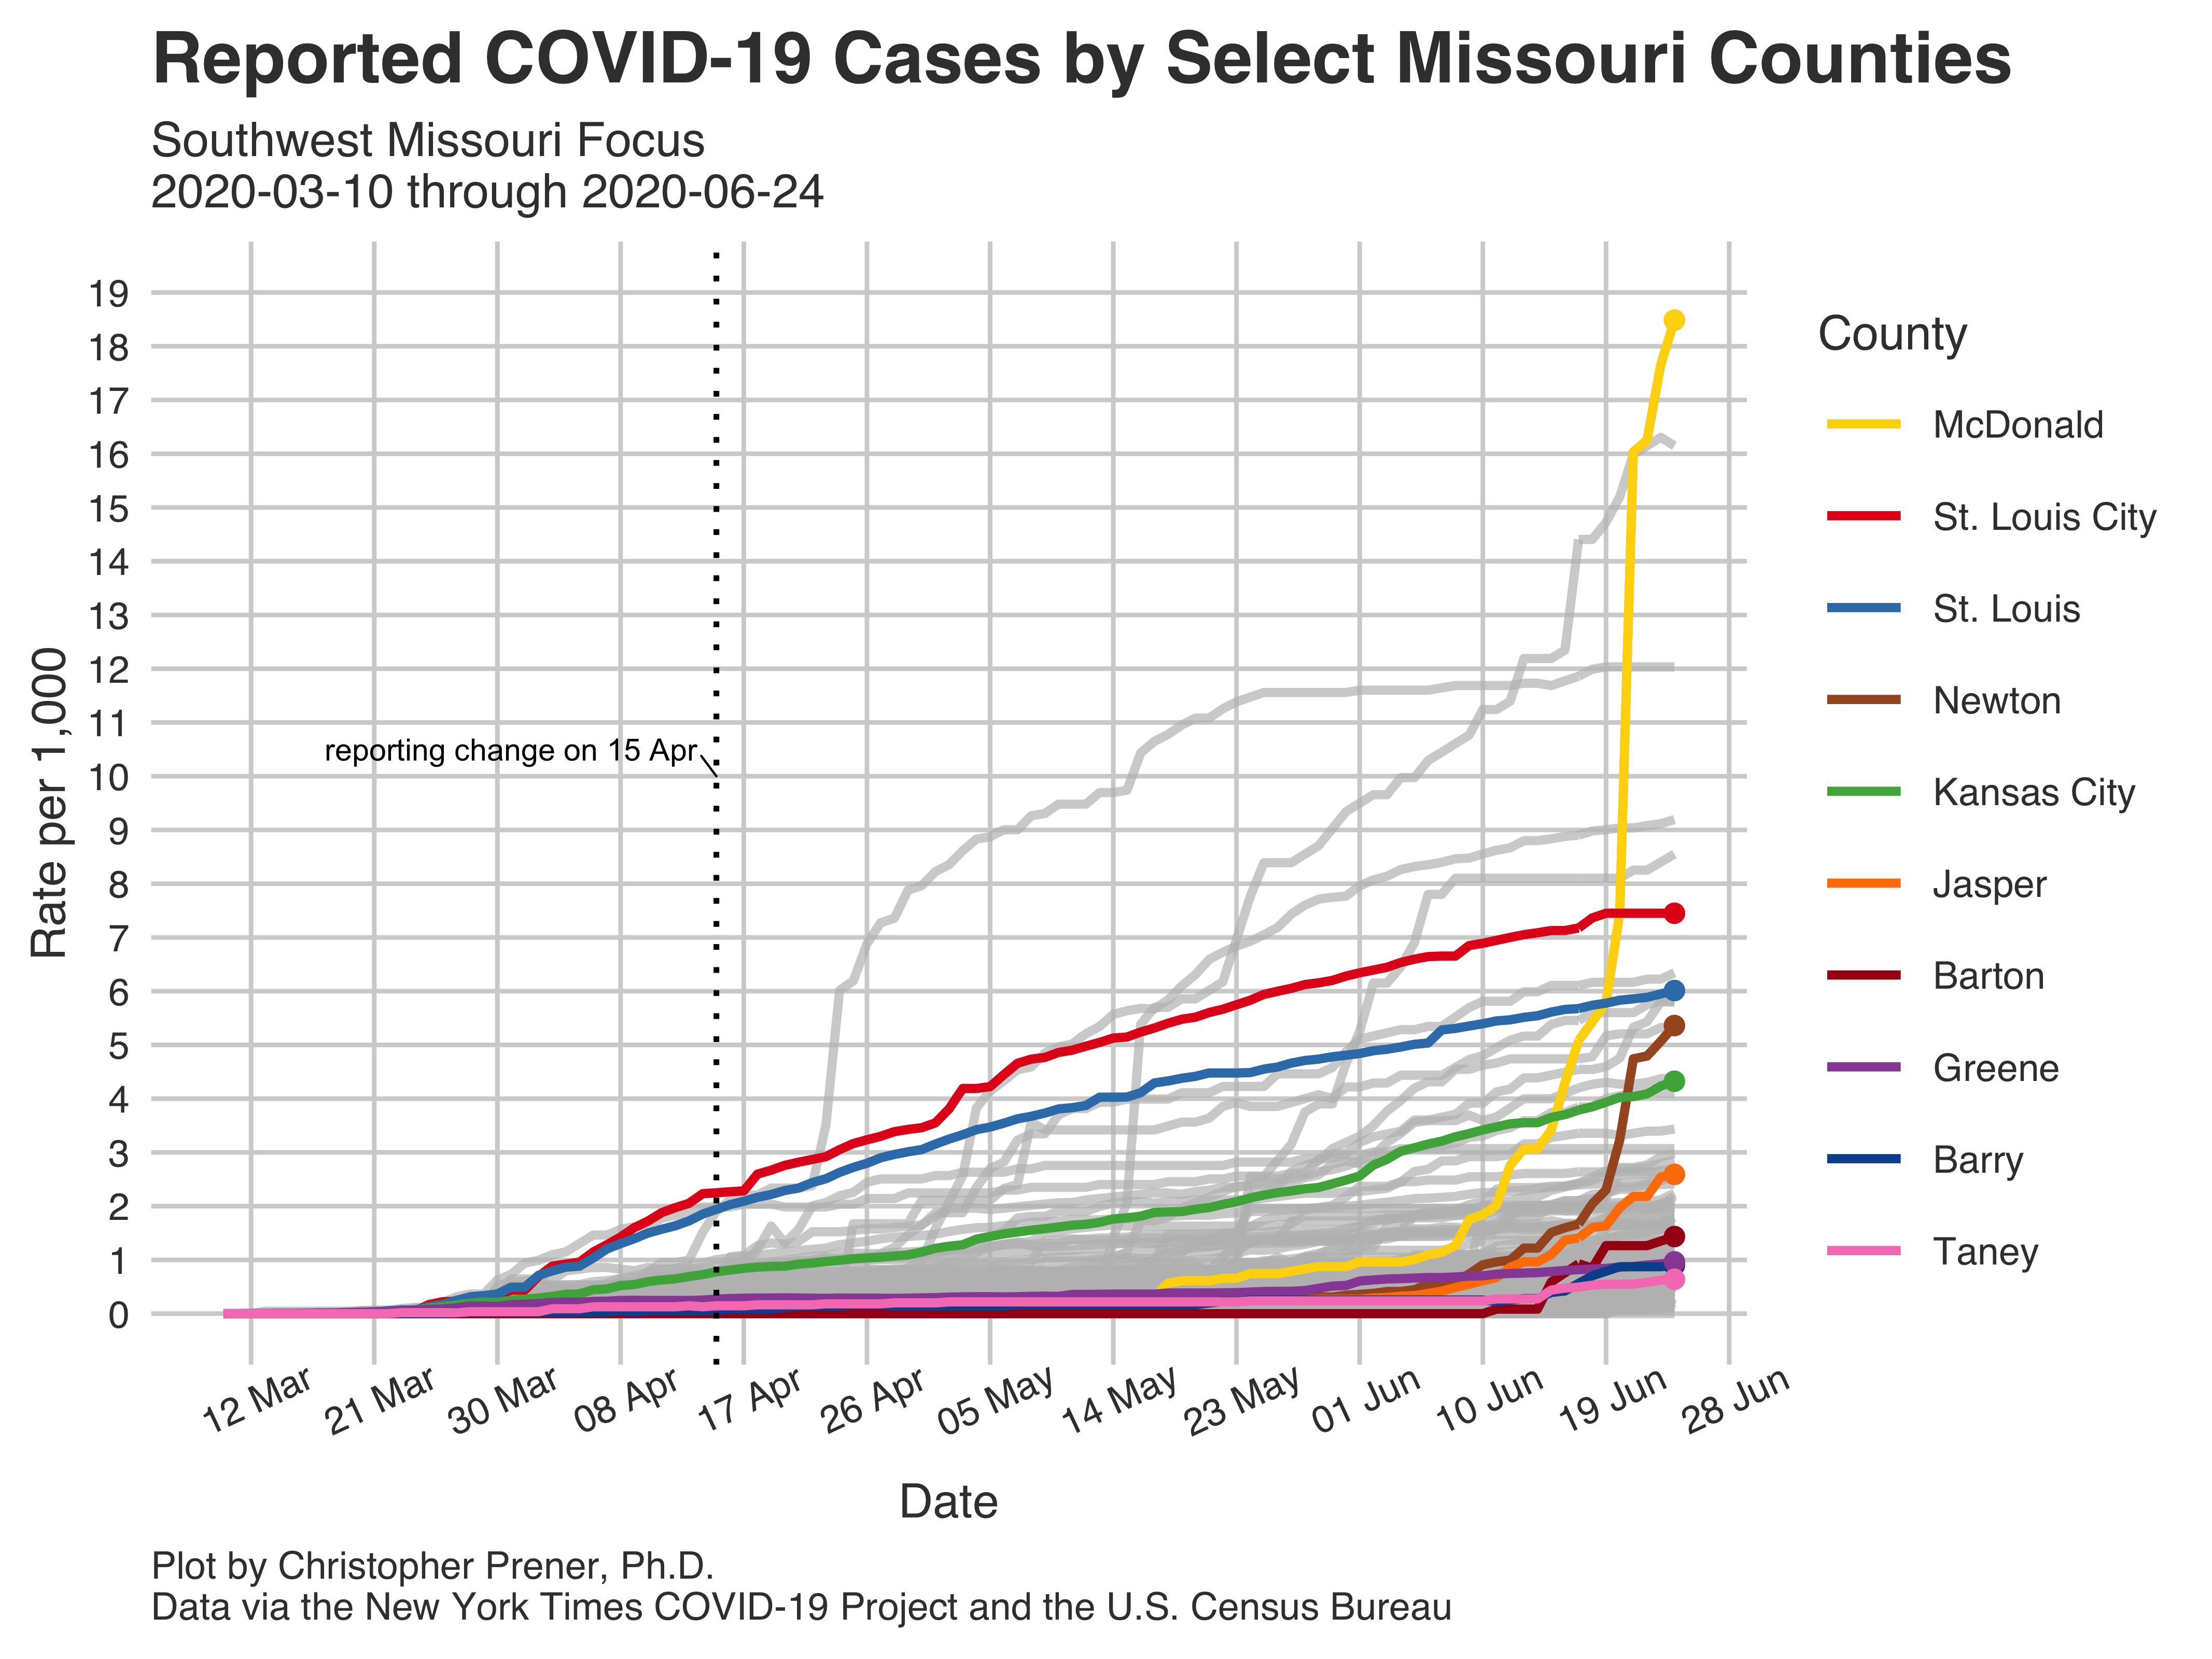 Reported COVID-19 Cases by Select Missouri Counties
Southwest Missouri Focus
2020-03-10 through 2020-06-24
Rate per 1,000
19
18
17
16
15
14
13
12
11
10
9
8
7
6
5
4
3
2
1
0
reporting change on 15 Apr
12 Mar
21 Mar
30 Mar
08 Apr
17 Apr
26 Apr
05 May
14 May
23 May
01 Jun
10 Jun
19 Jun
28 Jun
Date
County
McDonald
St. Louis City
St. Louis
Newton
Kansas City
Jasper
Barton
Greene
Barry
Taney
Plot by Christopher Prener, Ph.D.
Data via the New York Times COVID-19 Project and the U.S. Census Bureau